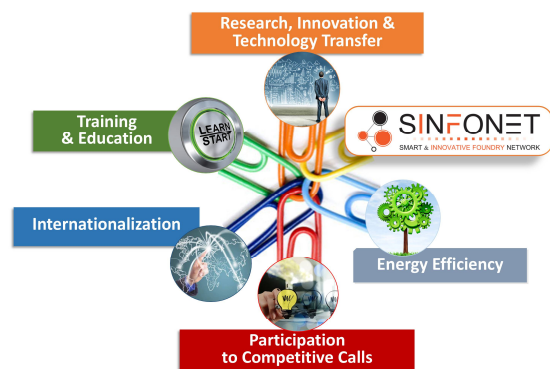 Research, Innovation &
Technology Transfer
Training
& Education
LEARN
START
SINFONET
SMART & INNOVATIVE FOUNDRY NETWORK
Internationalization
Energy Efficiency
Participation
to Competitive Calls